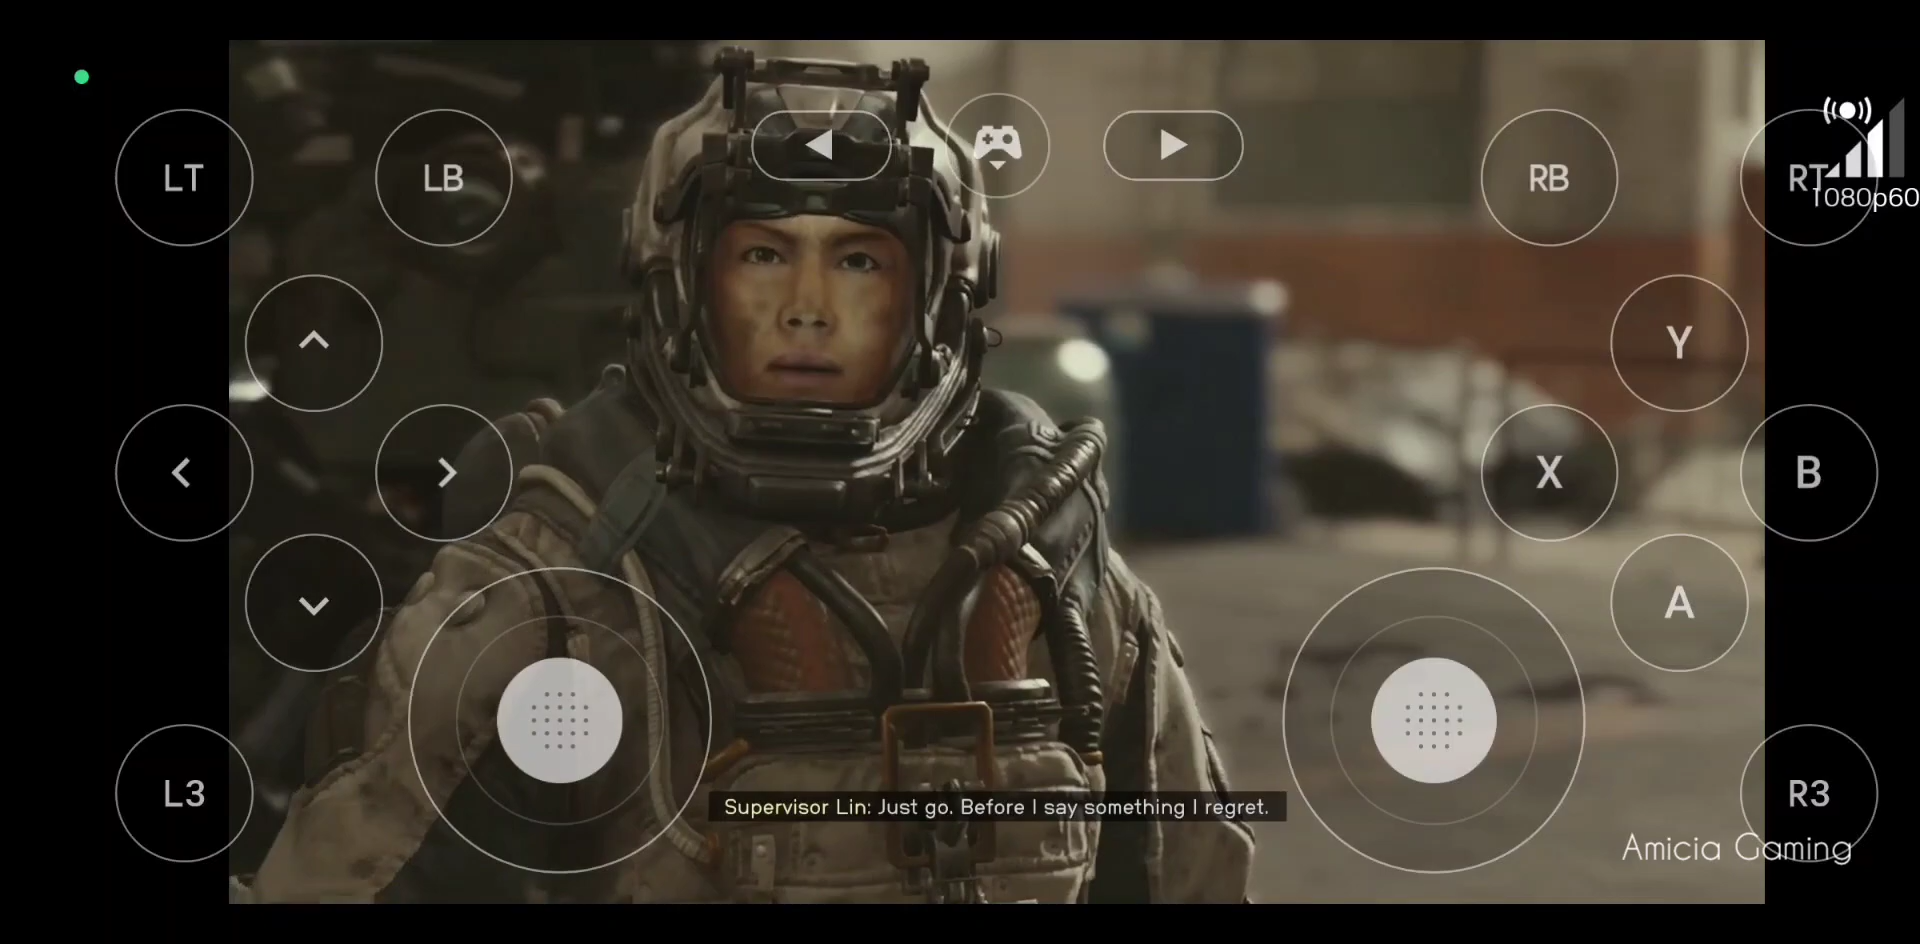 LT
LB
RB
RT
1080p60
Y
X
B
A
L3
R3
Supervisor Lin: Just go. Before I say something I regret.
Amicia Gaming